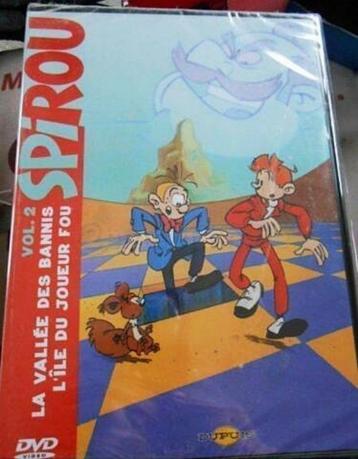 SPiROU
VOL. 2
LA VALLÉE DES BANNIS
L'ÎLE DU JOUEUR FOU
DVD
VIDEO
DUPUIS